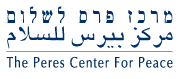 מרכז פרס לשלום
مركز بيرس للسلام
The Peres Center For Peace